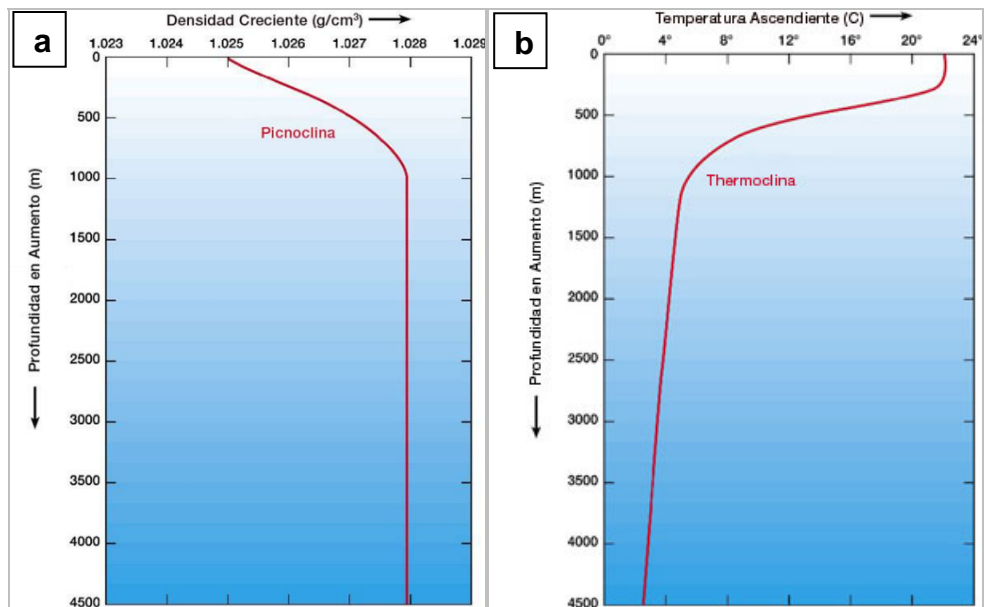 a
Densidad Creciente (g/cm³)
1.023 1.024 1.025 1.026 1.027 1.028 1.029
0
500
1000
1500
2000
2500
3000
3500
4000
4500
Picnoclina
Profundidad en Aumento (m)
b
Temperatura Ascendiente (C)
0° 4° 8° 12° 16° 20° 24°
0
500
1000
1500
2000
2500
3000
3500
4000
4500
Thermoclina
Profundidad en Aumento (m)